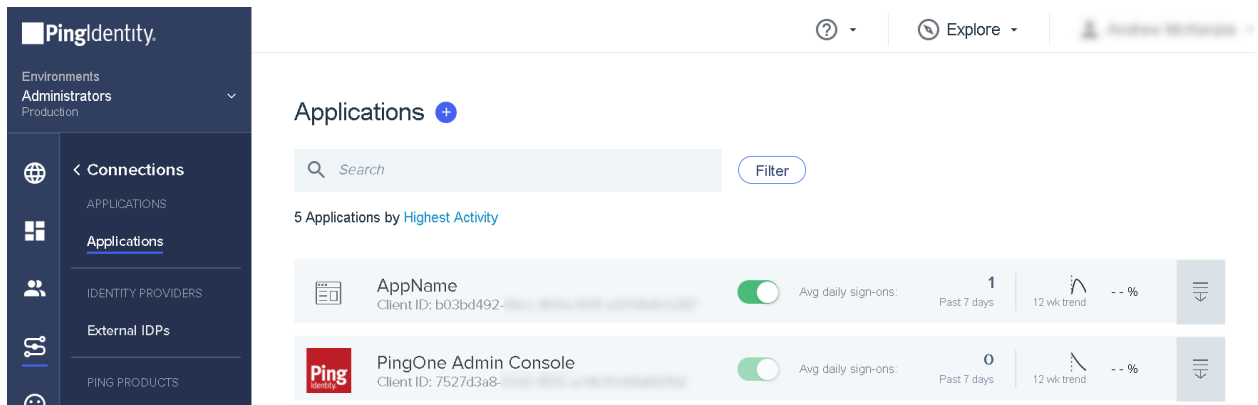 PingIdentity.
Explore
Environments
Administrators
Production
Connections
APPLICATIONS
Applications
IDENTITY PROVIDERS
External IDPs
PING PRODUCTS
Applications
Search
Filter
5 Applications by Highest Activity
AppName
Client ID: b03bd492-
Avg daily sign-ons:
1
Past 7 days
12 wk trend
-- %
Ping
Identity.
PingOne Admin Console
Client ID: 7527d3a8-
Avg daily sign-ons:
0
Past 7 days
12 wk trend
-- %